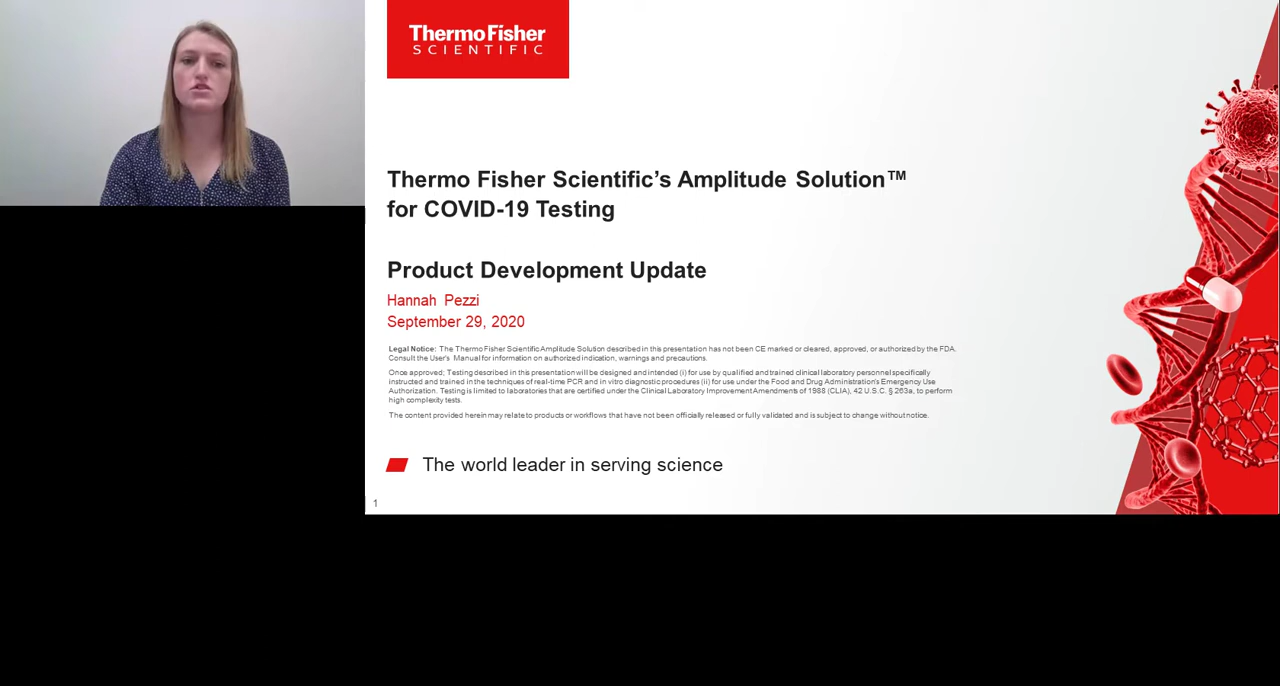 ThermoFisher
SCIENTIFIC
Thermo Fisher Scientific's Amplitude Solution™
for COVID-19 Testing
Product Development Update
Hannah Pezzi
September 29, 2020
Legal Notice: The Thermo Fisher Scientific Amplitude Solution described in this presentation has not been CE marked or cleared, approved, or authorized by the FDA.
Consult the User's Manual for information on authorized indication, warnings and precautions.
Once approved; Testing described in this presentation will be designed and intended (i) for use by qualified and trained clinical laboratory personnel specifically
instructed and trained in the techniques of real-time PCR and in vitro diagnostic procedures (ii) for use under the Food and Drug Administration's Emergency Use
Authorization. Testing is limited to laboratories that are certified under the Clinical Laboratory Improvement Amendments of 1988 (CLIA), 42 U.S.C. § 263a, to perform
high complexity tests.
The content provided herein may relate to products or workflows that have not been officially released or fully validated and is subject to change without notice.
The world leader in serving science
1